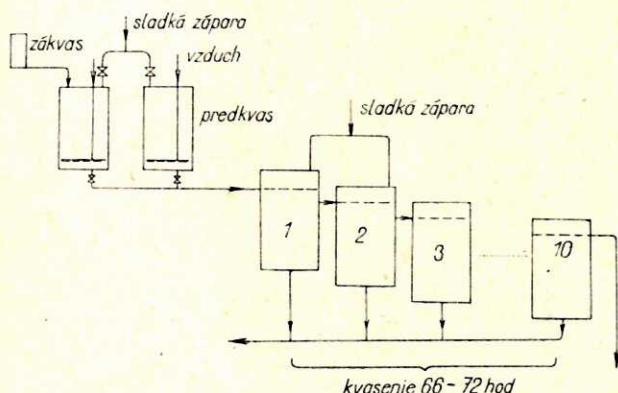 sladká zápara
zákvas
vzduch
predkvas
sladká zápara
1
2
3
10
kvasenie 66 - 72 hod